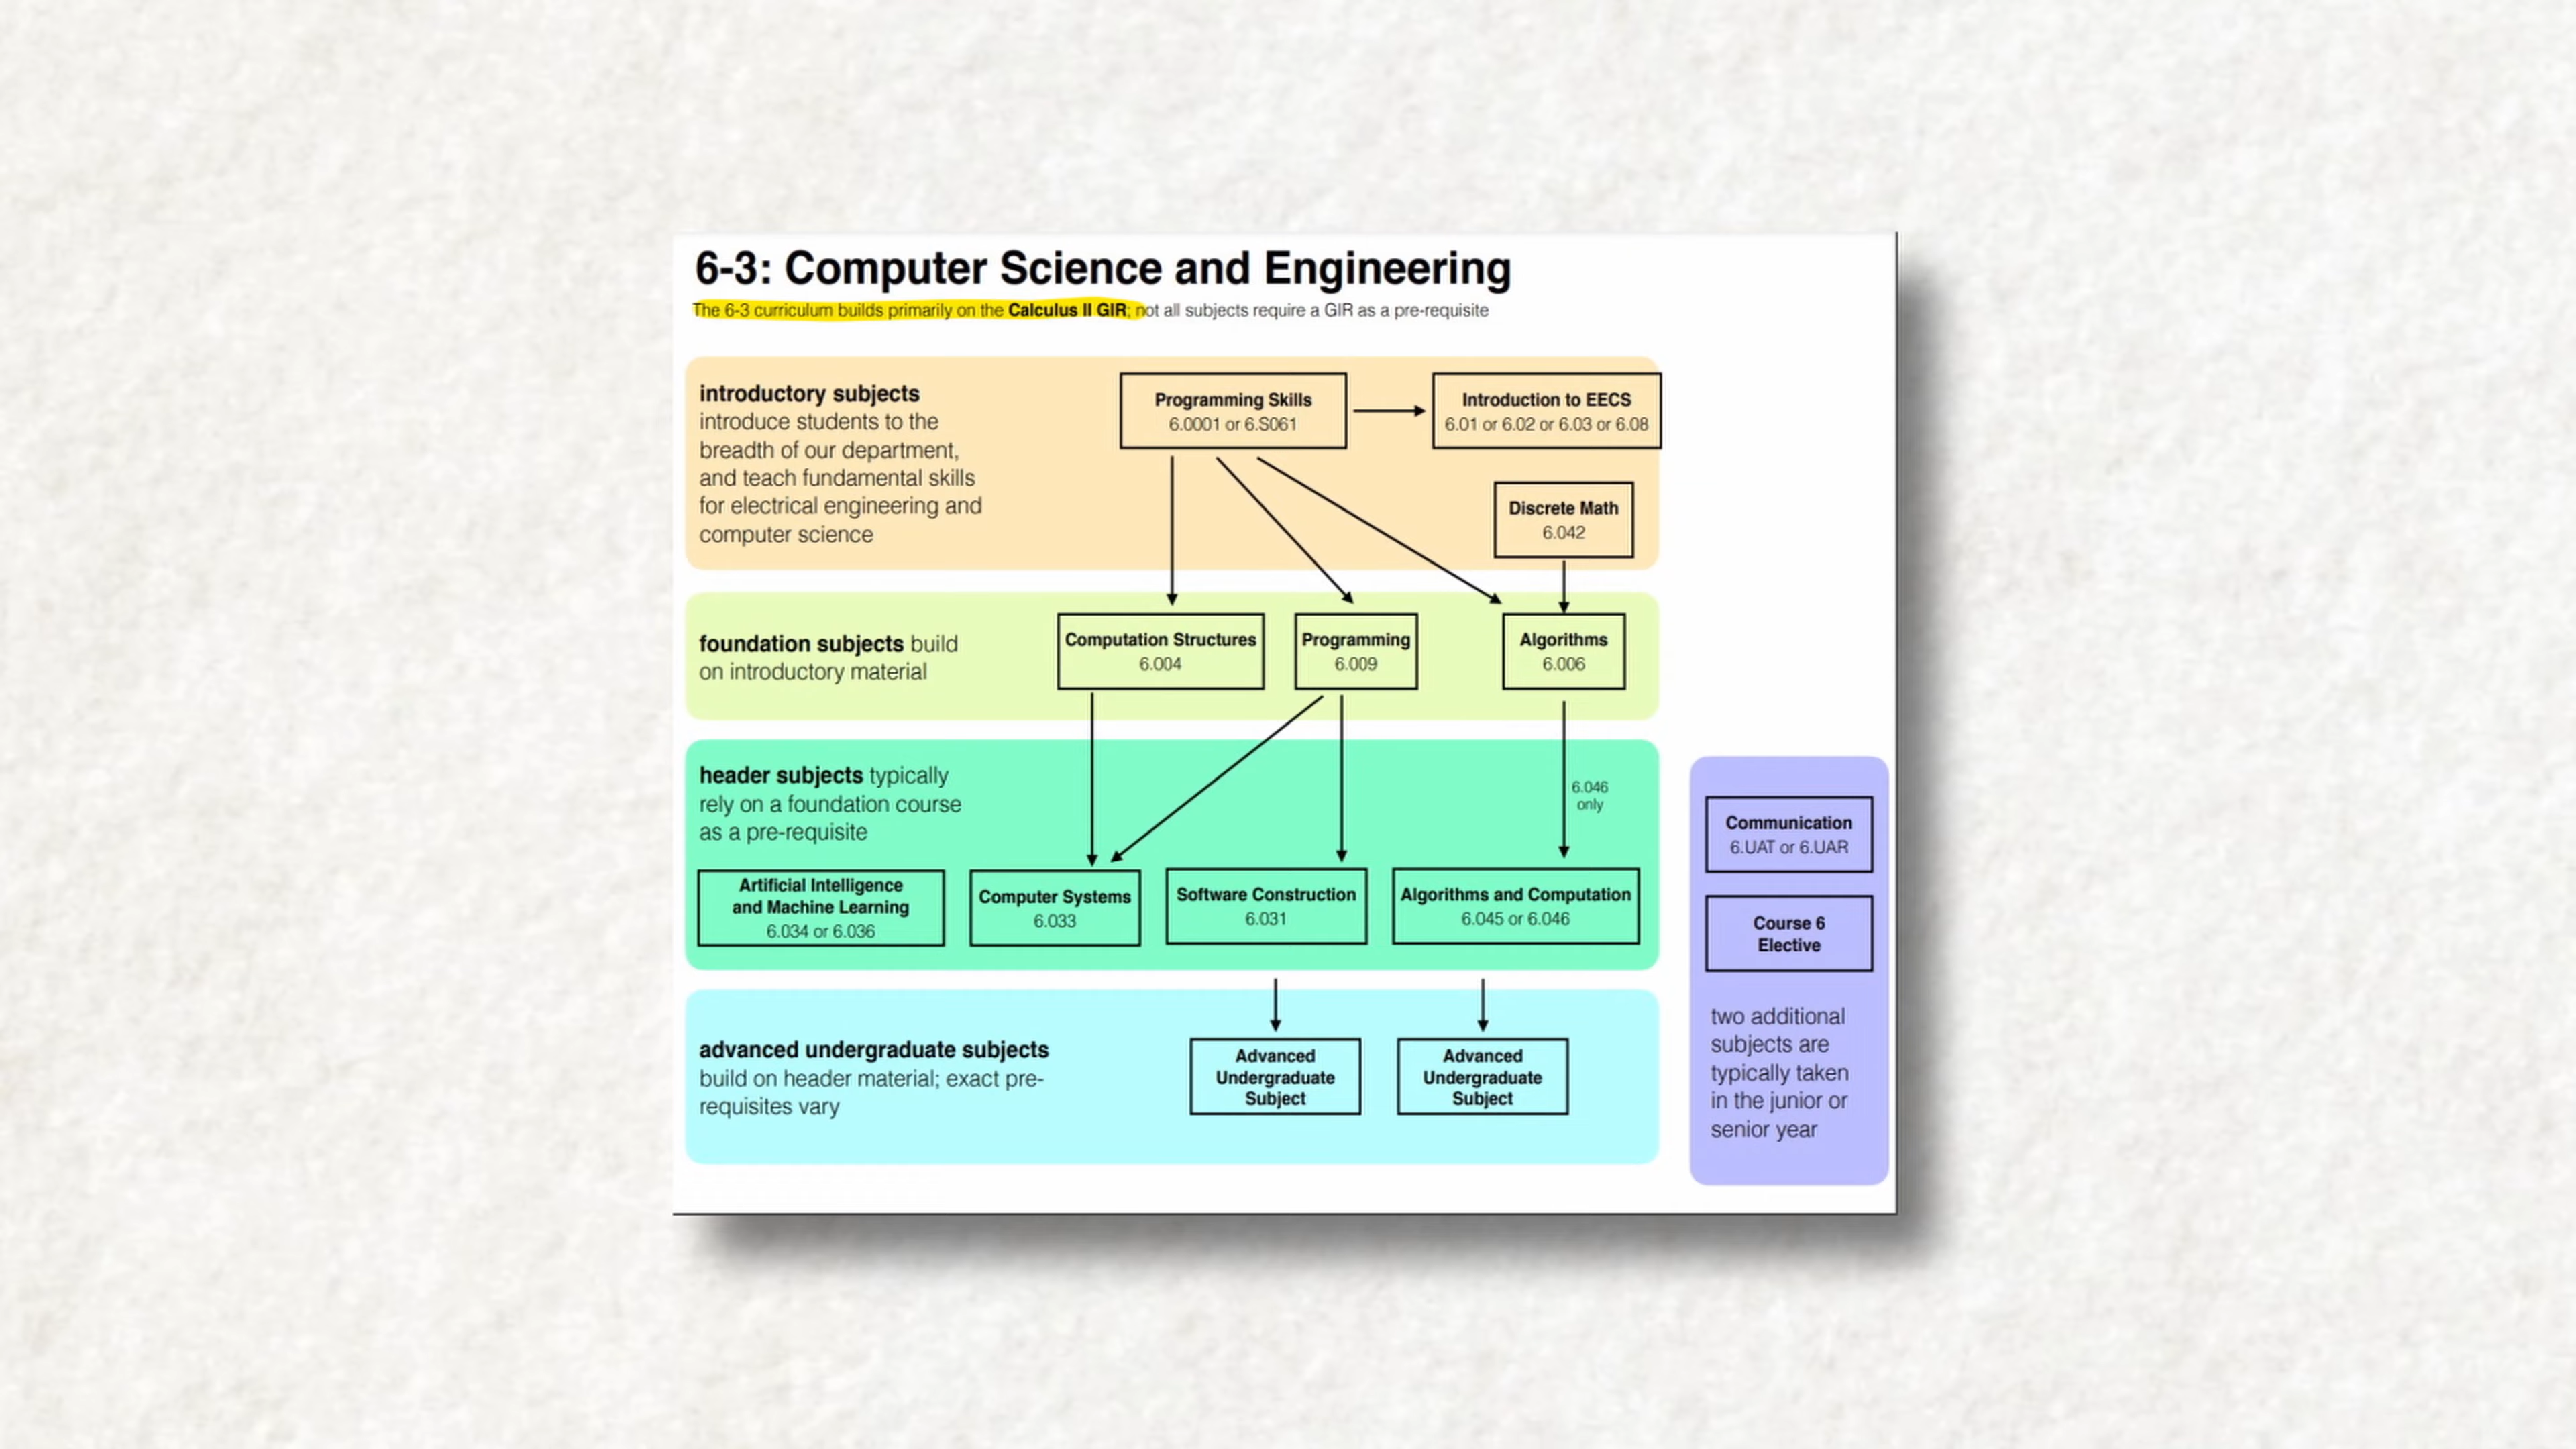 6-3: Computer Science and Engineering
The 6-3 curriculum builds primarily on the Calculus II GIR; not all subjects require a GIR as a pre-requisite
introductory subjects
introduce students to the
breadth of our department,
and teach fundamental skills
for electrical engineering and
computer science
Programming Skills
6.0001 or 6.S061
Introduction to EECS
6.01 or 6.02 or 6.03 or 6.08
Discrete Math
6.042
foundation subjects build
on introductory material
Computation Structures
6.004
Programming
6.009
Algorithms
6.006
header subjects typically
rely on a foundation course
as a pre-requisite
6.046
only
Artificial Intelligence
and Machine Learning
6.034 or 6.036
Computer Systems
6.033
Software Construction
6.031
Algorithms and Computation
6.045 or 6.046
advanced undergraduate subjects
build on header material; exact pre-
requisites vary
Advanced
Undergraduate
Subject
Advanced
Undergraduate
Subject
Communication
6.UAT or 6.UAR
Course 6
Elective
two additional
subjects are
typically taken
in the junior or
senior year